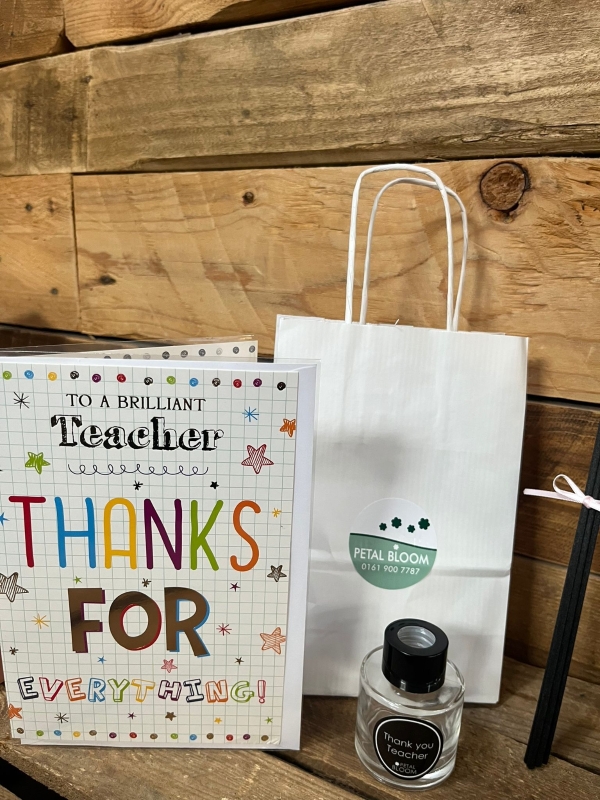 TO A BRILLIANT
Teacher
THANKS
FOR
EVERYTHING!
PETAL BLOOM
0161 900 7787
Thank you
Teacher
PETAL
BLOOM